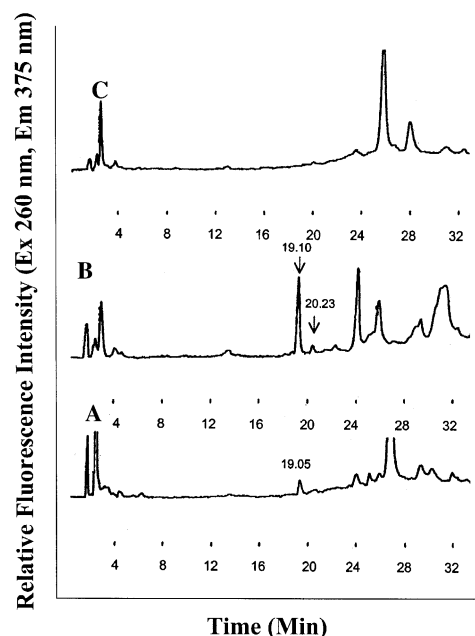 Relative Fluorescence Intensity (Ex 260 nm, Em 375 nm)
C
4 8 12 16 20 24 28 32
B
19.10
20.23
4 8 12 16 20 24 28 32
A
19.05
4 8 12 16 20 24 28 32
Time (Min)